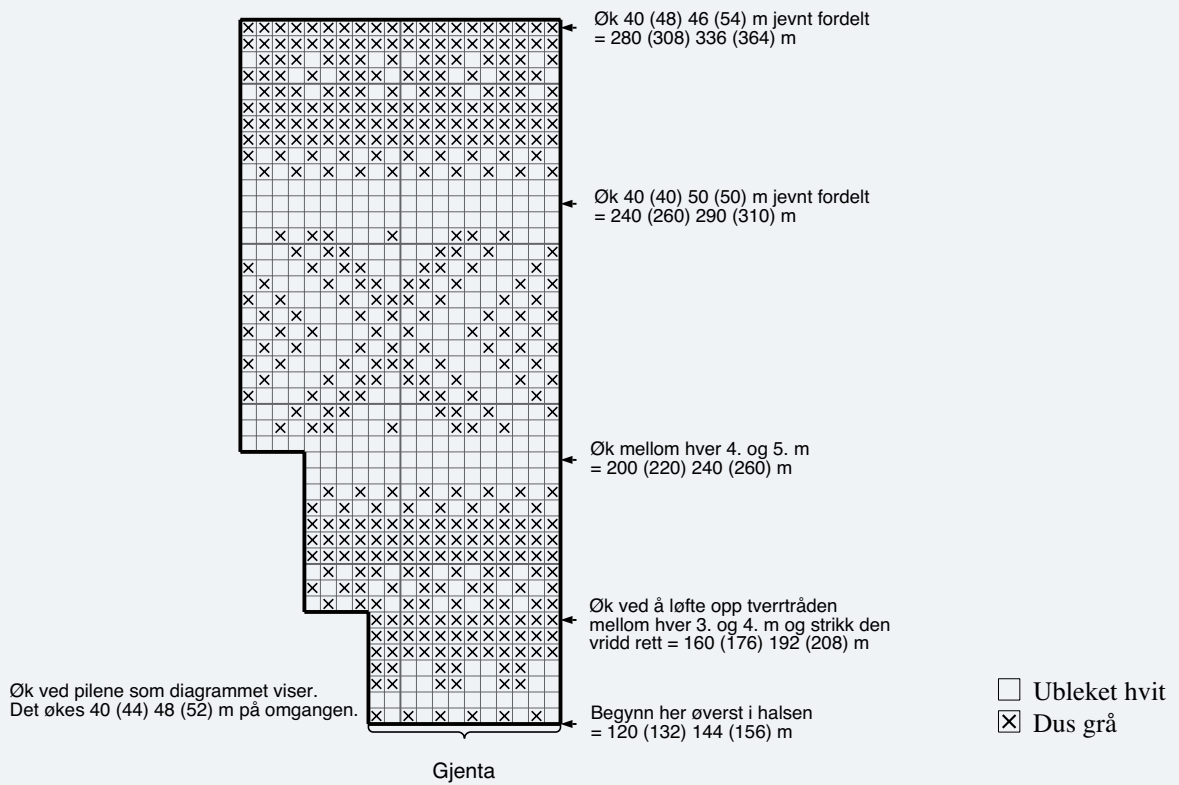 Øk 40 (48) 46 (54) m jevnt fordelt
= 280 (308) 336 (364) m
Øk 40 (40) 50 (50) m jevnt fordelt
= 240 (260) 290 (310) m
Øk mellom hver 4. og 5. m
= 200 (220) 240 (260) m
Øk ved å løfte opp tverrtråden
mellom hver 3. og 4. m og strikk den
vridd rett = 160 (176) 192 (208) m
Øk ved pilene som diagrammet viser.
Det økes 40 (44) 48 (52) m på omgangen.
Begynn her øverst i halsen
= 120 (132) 144 (156) m
Gjenta
Ubleket hvit
Dus grå